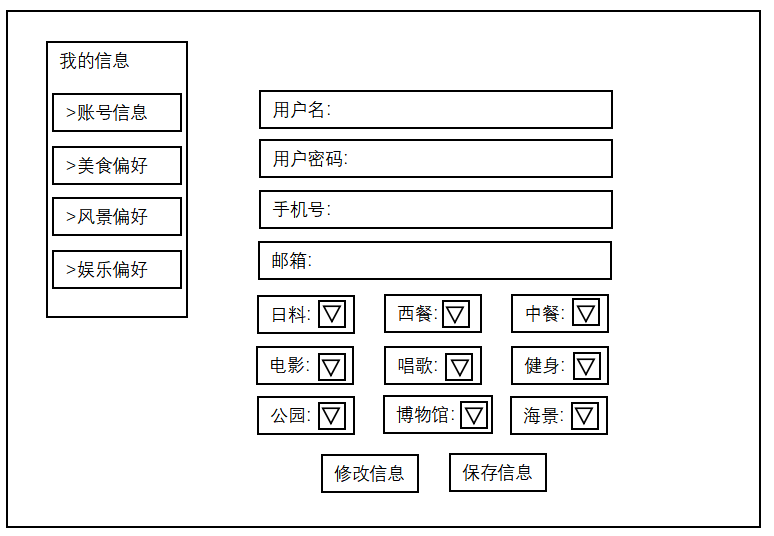 我的信息
>账号信息
>美食偏好
>风景偏好
>娱乐偏好
用户名:
用户密码:
手机号:
邮箱:
日料: 西餐: 中餐:
电影: 唱歌: 健身:
公园: 博物馆: 海景:
修改信息 保存信息